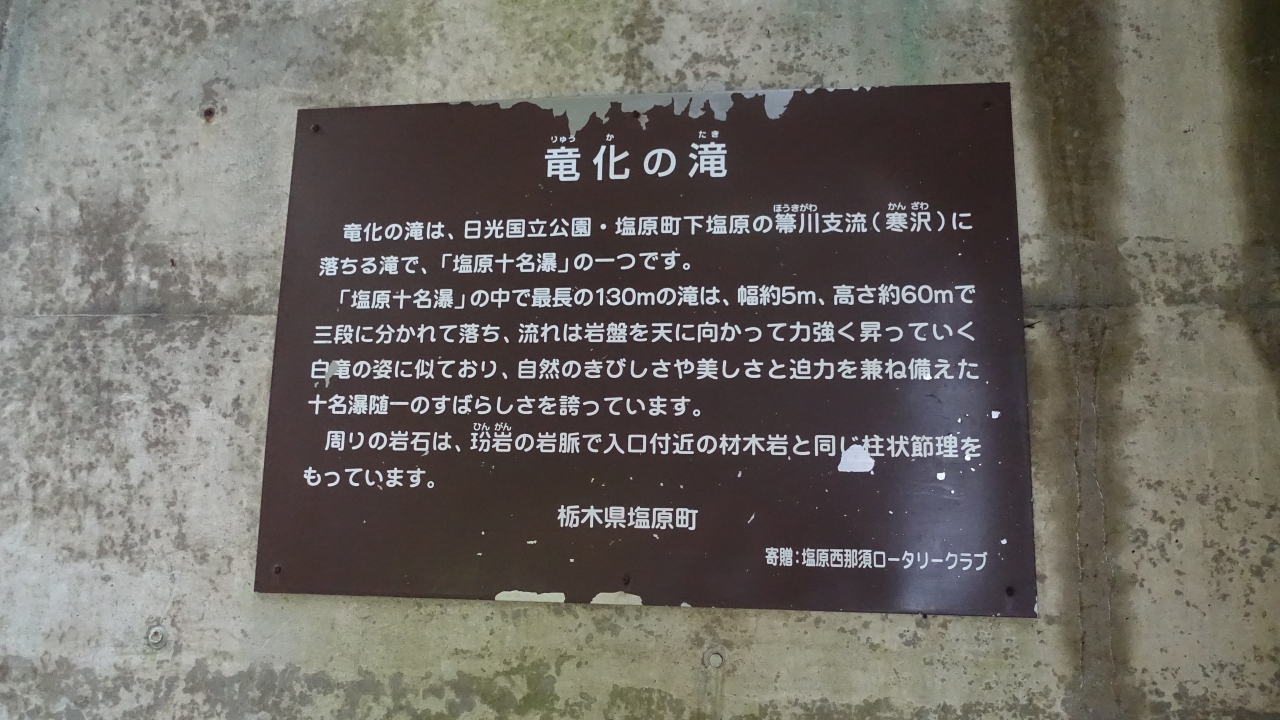 竜化の滝
竜化の滝は、日光国立公園・塩原町下塩原の箒川支流(寒沢)に
落ちる滝で、「塩原十名瀑」の一つです。
「塩原十名瀑」の中で最長の130mの滝は、幅約5m、高さ約60mで
三段に分かれて落ち、流れは岩盤を天に向かって力強く昇っていく
白竜の姿に似ており、自然のきびしさや美しさと迫力を兼ね備えた
十名瀑随一のすばらしさを誇っています。
周りの岩石は、玢岩の岩脈で入口付近の材木岩と同じ柱状節理を
もっています。
栃木県塩原町
寄贈:塩原西那須ロータリークラブ